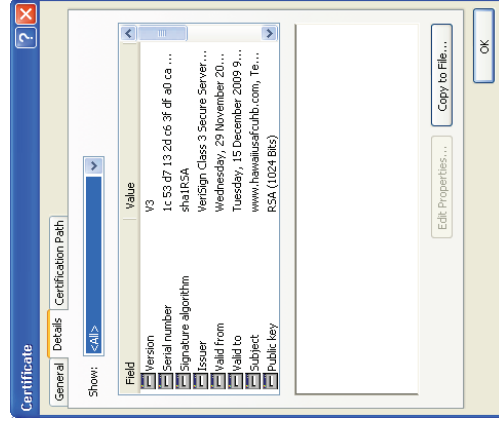 Certificate
General Details Certification Path
Show: <All>
Field Value
Version V3
Serial number 1c 53 d7 13 2d c6 3f df a0 ca ...
Signature algorithm sha1RSA
Issuer VeriSign Class 3 Secure Server...
Valid from Wednesday, 29 November 20...
Valid to Tuesday, 15 December 2009 9...
Subject www.hawaiiusafcuhb.com, Te...
Public key RSA (1024 Bits)
Edit Properties... Copy to File...
OK